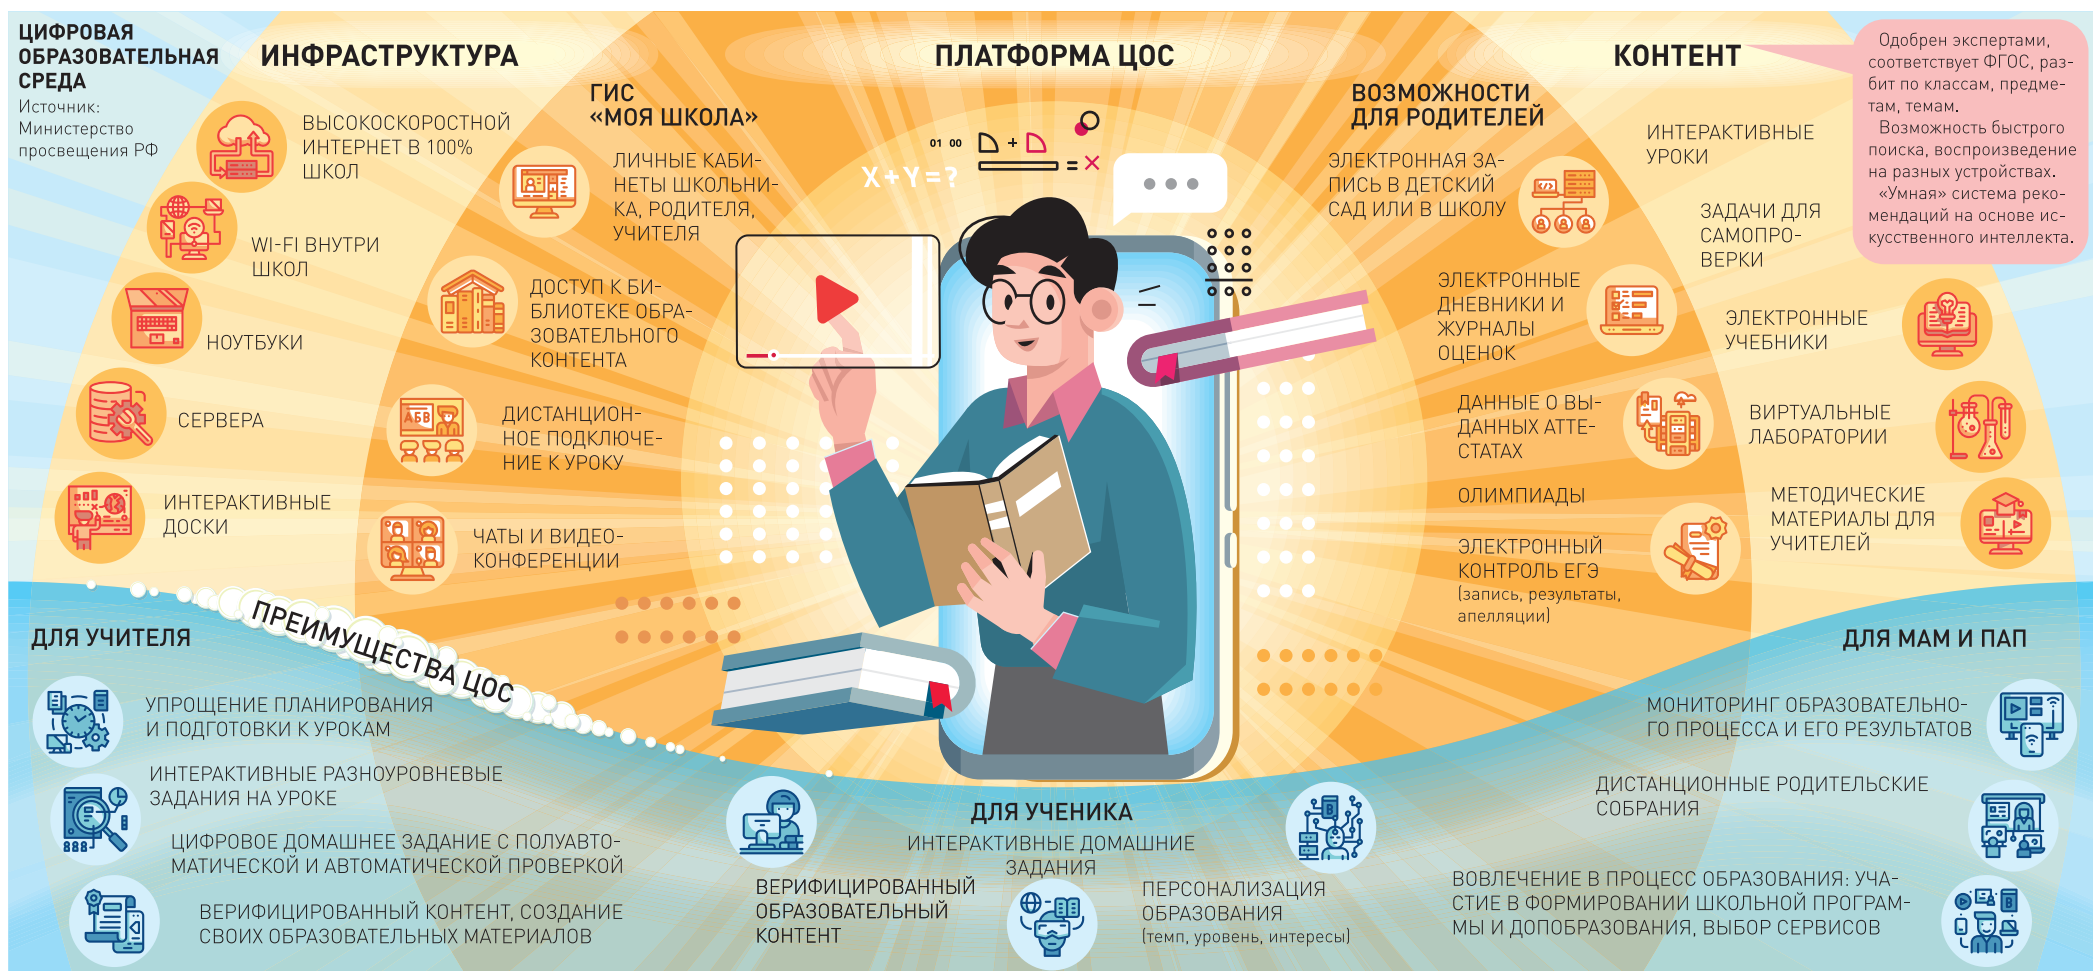 ЦИФРОВАЯ
ОБРАЗОВАТЕЛЬНАЯ
СРЕДА
Источник:
Министерство
просвещения РФ
ИНФРАСТРУКТУРА
ВЫСОКОСКОРОСТНОЙ
ИНТЕРНЕТ В 100%
ШКОЛ
WI-FI ВНУТРИ
ШКОЛ
НОУТБУКИ
СЕРВЕРА
ИНТЕРАКТИВНЫЕ
ДОСКИ
ПЛАТФОРМА ЦОС
ГИС
«МОЯ ШКОЛА»
ЛИЧНЫЕ КАБИ-
НЕТЫ ШКОЛЬНИ-
КА, РОДИТЕЛЯ,
УЧИТЕЛЯ
ДОСТУП К БИ-
БЛИОТЕКЕ ОБРА-
ЗОВАТЕЛЬНОГО
КОНТЕНТА
АБВ
ДИСТАНЦИОН-
НОЕ ПОДКЛЮЧЕ-
НИЕ К УРОКУ
ЧАТЫ И ВИДЕО-
КОНФЕРЕНЦИИ
01 00
+
= ×
X+Y=?
ВОЗМОЖНОСТИ
ДЛЯ РОДИТЕЛЕЙ
ЭЛЕКТРОННАЯ ЗА-
ПИСЬ В ДЕТСКИЙ
САД ИЛИ В ШКОЛУ
ЭЛЕКТРОННЫЕ
ДНЕВНИКИ И
ЖУРНАЛЫ
ОЦЕНОК
ДАННЫЕ О ВЫ-
ДАННЫХ АТТЕ-
СТАТАХ
ОЛИМПИАДЫ
ЭЛЕКТРОННЫЙ
КОНТРОЛЬ ЕГЭ
(запись, результаты,
апелляции)
КОНТЕНТ
Одобрен экспертами,
соответствует ФГОС, раз-
бит по классам, предме-
там, темам.
Возможность быстрого
поиска, воспроизведение
на разных устройствах.
«Умная» система реко-
мендаций на основе ис-
кусственного интеллекта.
ИНТЕРАКТИВНЫЕ
УРОКИ
ЗАДАЧИ ДЛЯ
САМОПРО-
ВЕРКИ
ЭЛЕКТРОННЫЕ
УЧЕБНИКИ
ВИРТУАЛЬНЫЕ
ЛАБОРАТОРИИ
МЕТОДИЧЕСКИЕ
МАТЕРИАЛЫ ДЛЯ
УЧИТЕЛЕЙ
ПРЕИМУЩЕСТВА ЦОС
ДЛЯ УЧИТЕЛЯ
УПРОЩЕНИЕ ПЛАНИРОВАНИЯ
И ПОДГОТОВКИ К УРОКАМ
ИНТЕРАКТИВНЫЕ РАЗНОУРОВНЕВЫЕ
ЗАДАНИЯ НА УРОКЕ
ЦИФРОВОЕ ДОМАШНЕЕ ЗАДАНИЕ С ПОЛУАВТО-
МАТИЧЕСКОЙ И АВТОМАТИЧЕСКОЙ ПРОВЕРКОЙ
ВЕРИФИЦИРОВАННЫЙ КОНТЕНТ, СОЗДАНИЕ
СВОИХ ОБРАЗОВАТЕЛЬНЫХ МАТЕРИАЛОВ
ДЛЯ УЧЕНИКА
ИНТЕРАКТИВНЫЕ ДОМАШНИЕ
ЗАДАНИЯ
ВЕРИФИЦИРОВАННЫЙ
ОБРАЗОВАТЕЛЬНЫЙ
КОНТЕНТ
ПЕРСОНАЛИЗАЦИЯ
ОБРАЗОВАНИЯ
(темп, уровень, интересы)
ДЛЯ МАМ И ПАП
МОНИТОРИНГ ОБРАЗОВАТЕЛЬНО-
ГО ПРОЦЕССА И ЕГО РЕЗУЛЬТАТОВ
ДИСТАНЦИОННЫЕ РОДИТЕЛЬСКИЕ
СОБРАНИЯ
ВОВЛЕЧЕНИЕ В ПРОЦЕСС ОБРАЗОВАНИЯ: УЧА-
СТИЕ В ФОРМИРОВАНИИ ШКОЛЬНОЙ ПРОГРАМ-
МЫ И ДОПОБРАЗОВАНИЯ, ВЫБОР СЕРВИСОВ